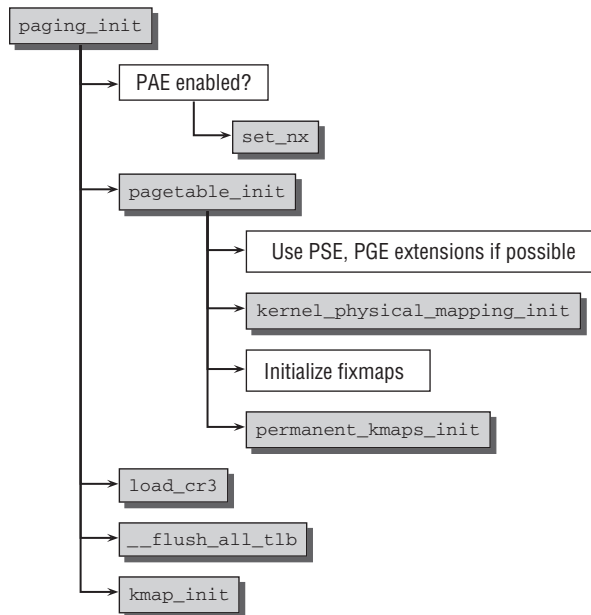 paging_init
PAE enabled?
set_nx
pagetable_init
Use PSE, PGE extensions if possible
kernel_physical_mapping_init
Initialize fixmaps
permanent_kmaps_init
load_cr3
__flush_all_tlb
kmap_init